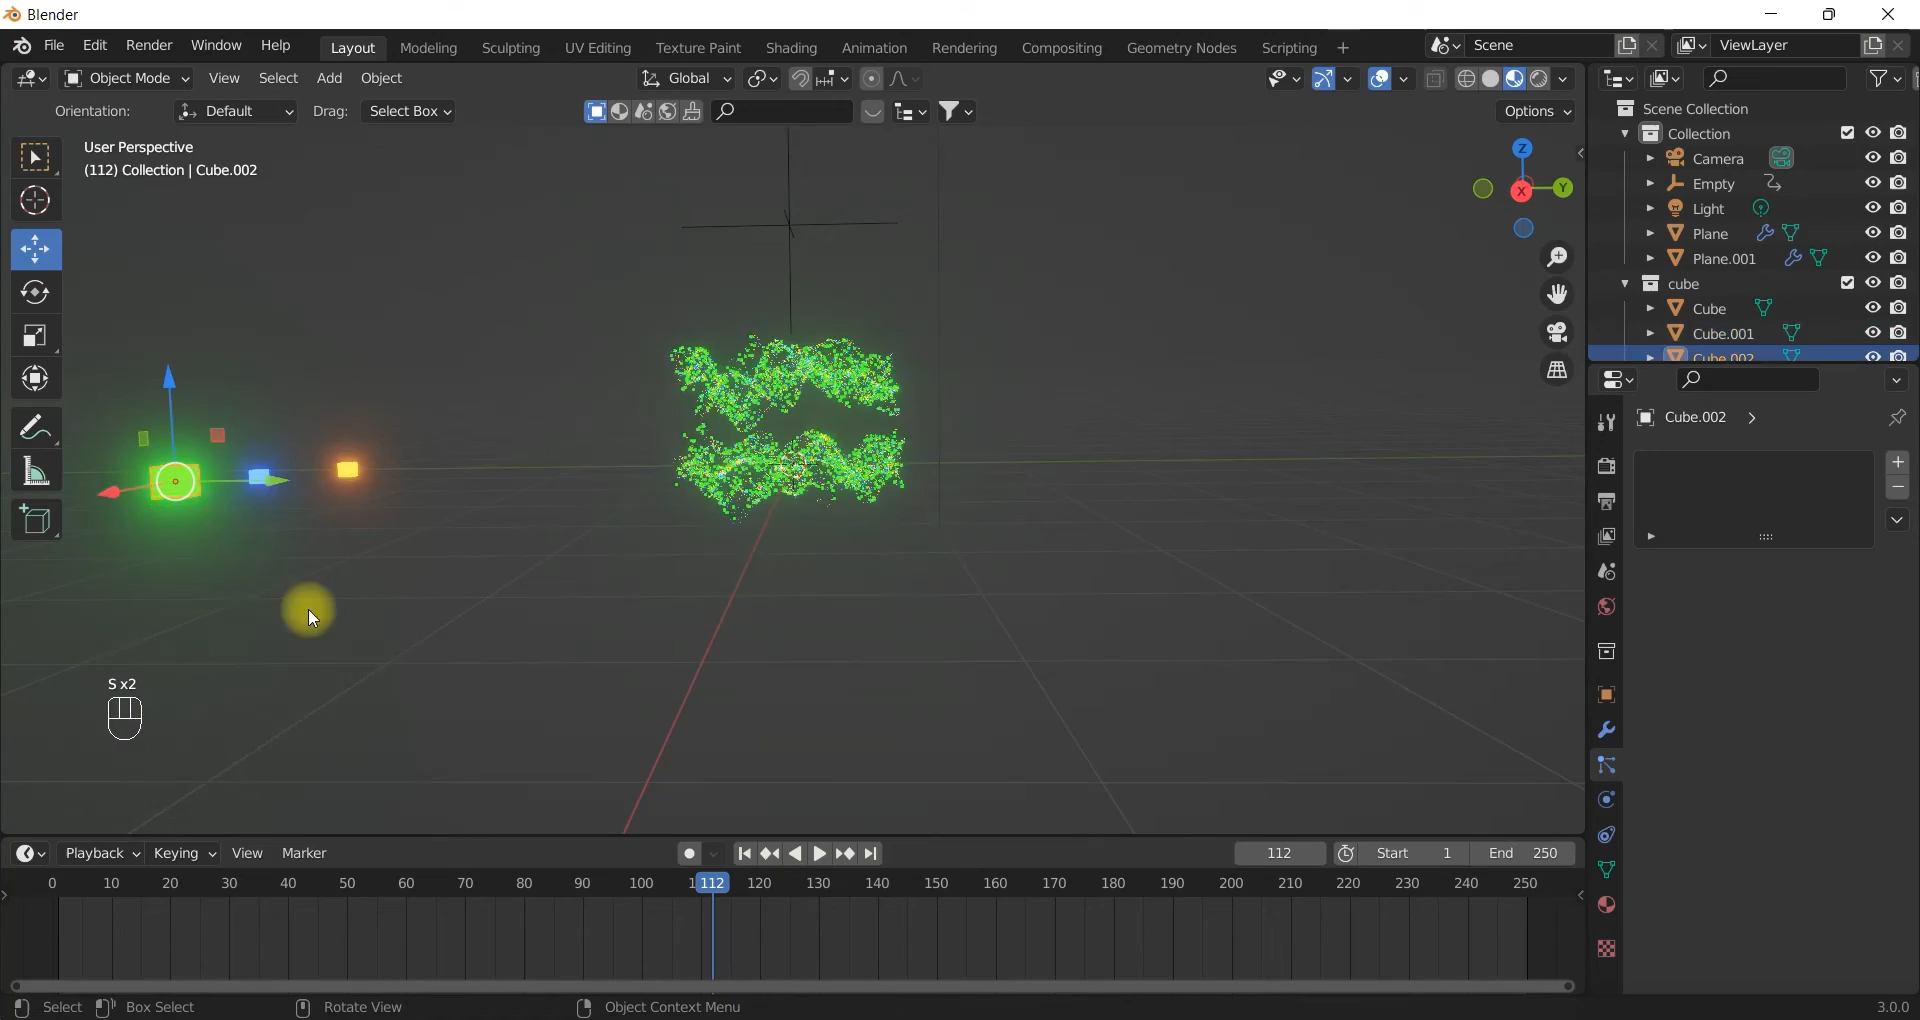 Blender
File Edit Render Window Help Layout Modeling Sculpting UV Editing Texture Paint Shading Animation Rendering Compositing Geometry Nodes Scripting + Scene ViewLayer
Object Mode View Select Add Object Global
Orientation: Default Drag: Select Box Options
User Perspective
(112) Collection | Cube.002
Z
X
Y
S x2
Scene Collection
Collection
Camera
Empty
Light
Plane
Plane.001
cube
Cube
Cube.001
Cube.002
Cube.002
Playback Keying View Marker 112 Start 1 End 250
0 10 20 30 40 50 60 70 80 90 100 112 120 130 140 150 160 170 180 190 200 210 220 230 240 250
Select Box Select Rotate View Object Context Menu 3.0.0